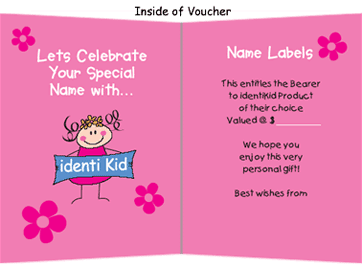 Inside of Voucher
Lets Celebrate
Your Special
Name with...
identi Kid
Name Labels
This entitles the Bearer
to identikid Product
of their choice
Valued @ $ ________
We hope you
enjoy this very
personal gift!
Best wishes from